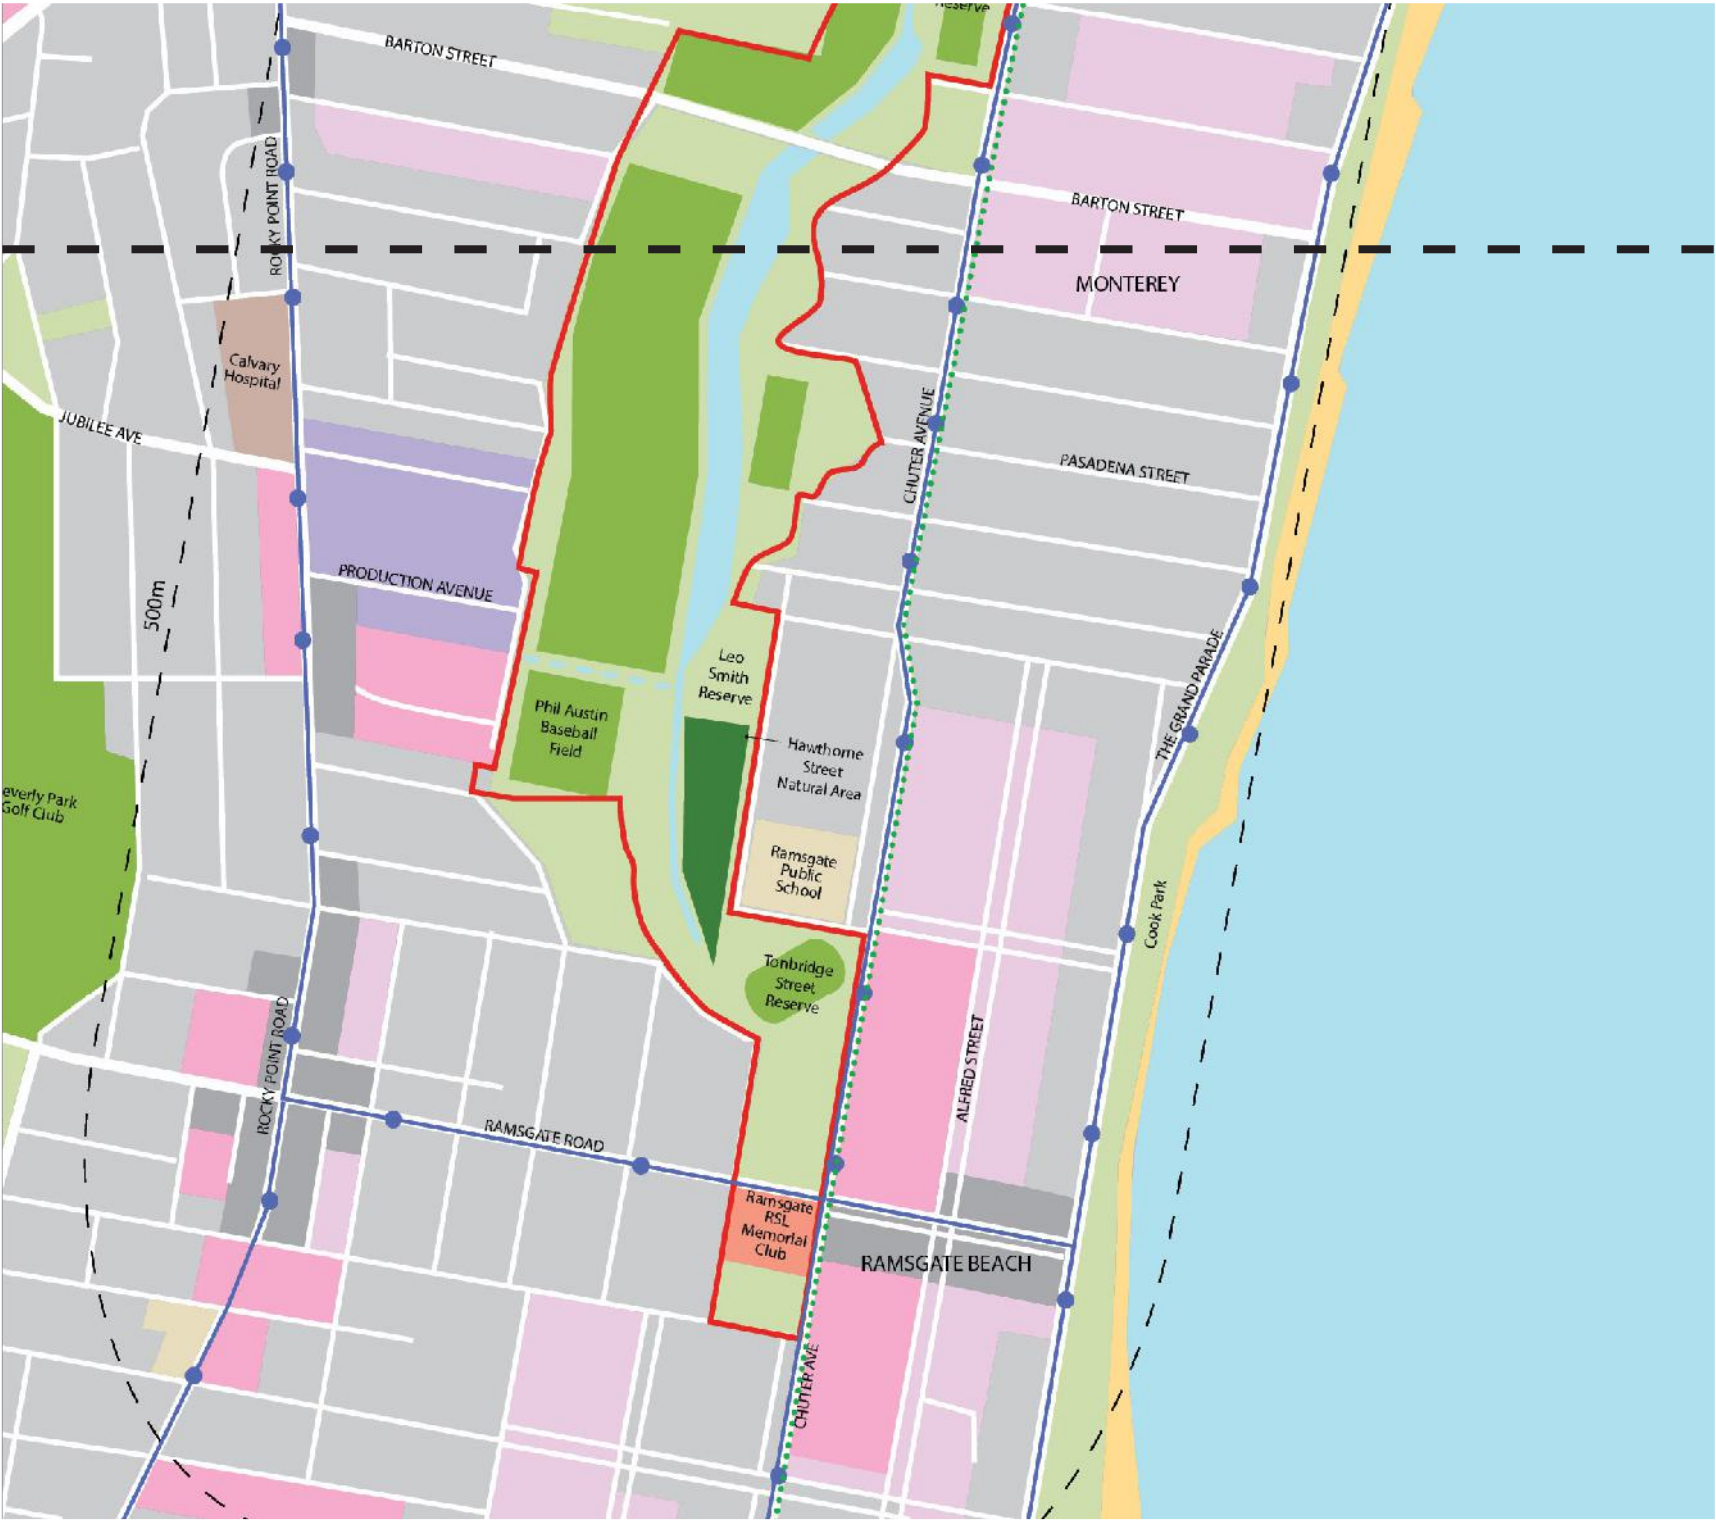 Reserve
BARTON STREET
ROCKY POINT ROAD
BARTON STREET
MONTEREY
Calvary
Hospital
JUBILEE AVE
CHUTER AVENUE
PASADENA STREET
500m
PRODUCTION AVENUE
Leo
Smith
Reserve
THE GRAND PARADE
Phil Austin
Baseball
Field
Hawthorne
Street
Natural Area
everly Park
Golf Club
Ramsgate
Public
School
Cook Park
Tonbridge
Street
Reserve
ROCKY POINT ROAD
ALFRED STREET
RAMSGATE ROAD
Ramsgate
RSL
Memorial
Club
RAMSGATE BEACH
CHUTER AVE